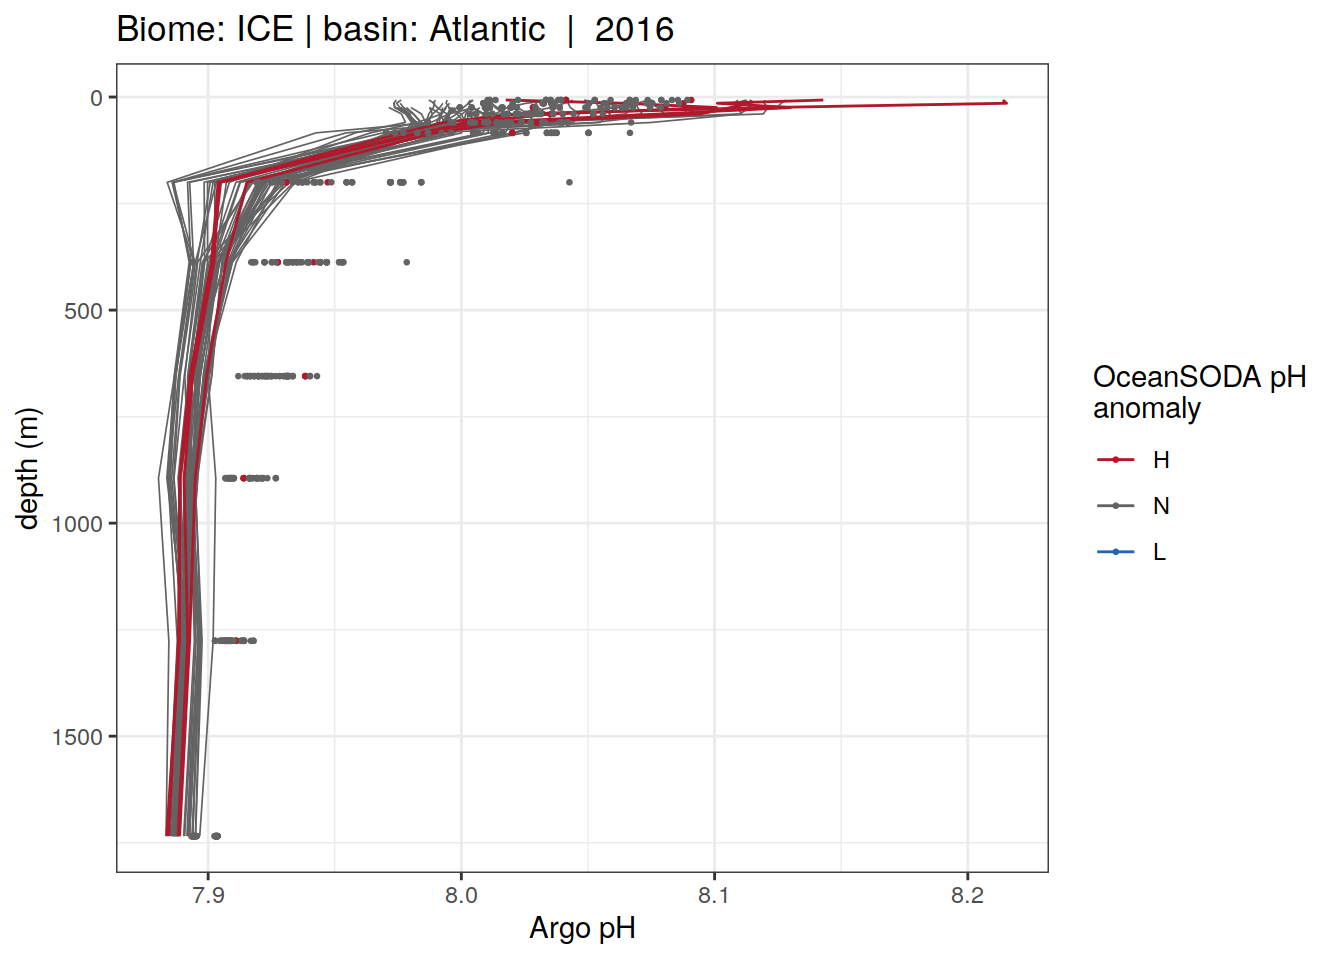 Biome: ICE | basin: Atlantic  |  2016
0
500
1000
1500
depth (m)
7.9
8.0
8.1
8.2
Argo pH
OceanSODA pH
anomaly
H
N
L